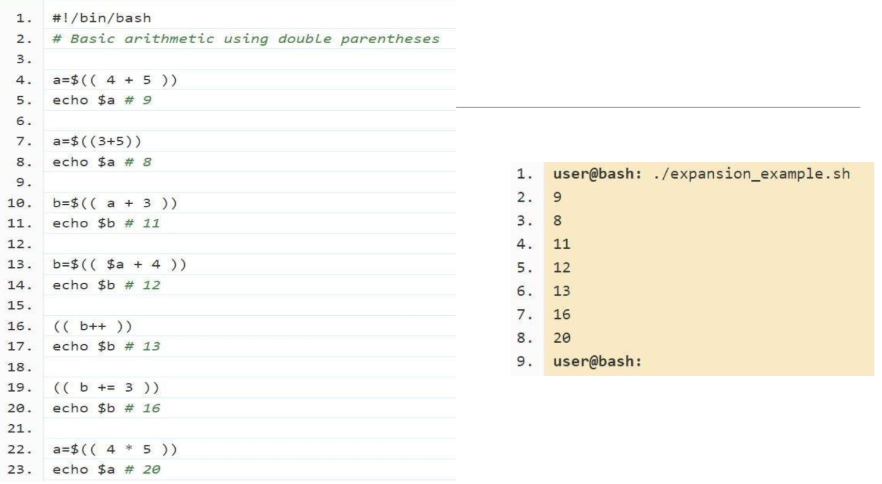 1. #!/bin/bash
2. # Basic arithmetic using double parentheses
3.
4. a=$(( 4 + 5 ))
5. echo $a # 9
6.
7. a=$((3+5))
8. echo $a # 8
9.
10. b=$(( a + 3 ))
11. echo $b # 11
12.
13. b=$(( $a + 4 ))
14. echo $b # 12
15.
16. (( b++ ))
17. echo $b # 13
18.
19. (( b += 3 ))
20. echo $b # 16
21.
22. a=$(( 4 * 5 ))
23. echo $a # 20
1. user@bash: ./expansion_example.sh
2. 9
3. 8
4. 11
5. 12
6. 13
7. 16
8. 20
9. user@bash: